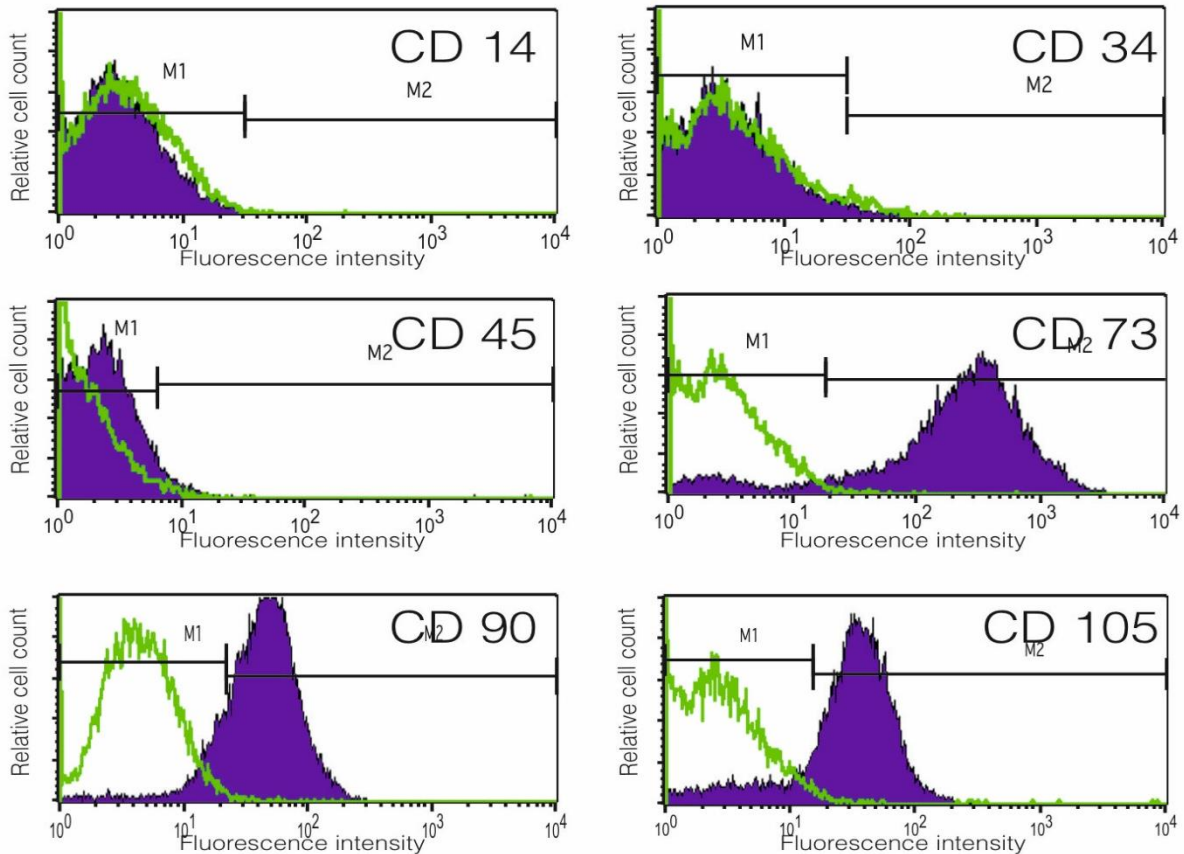 CD 14
M1
M2
Relative cell count
10^0 10^1 10^2 10^3 10^4
Fluorescence intensity
CD 34
M1
M2
Relative cell count
10^0 10^1 10^2 10^3 10^4
Fluorescence intensity
CD 45
M1
M2
Relative cell count
10^0 10^1 10^2 10^3 10^4
Fluorescence intensity
CD 73
M1
M2
Relative cell count
10^0 10^1 10^2 10^3 10^4
Fluorescence intensity
CD 90
M1
M2
Relative cell count
10^0 10^1 10^2 10^3 10^4
Fluorescence intensity
CD 105
M1
M2
Relative cell count
10^0 10^1 10^2 10^3 10^4
Fluorescence intensity